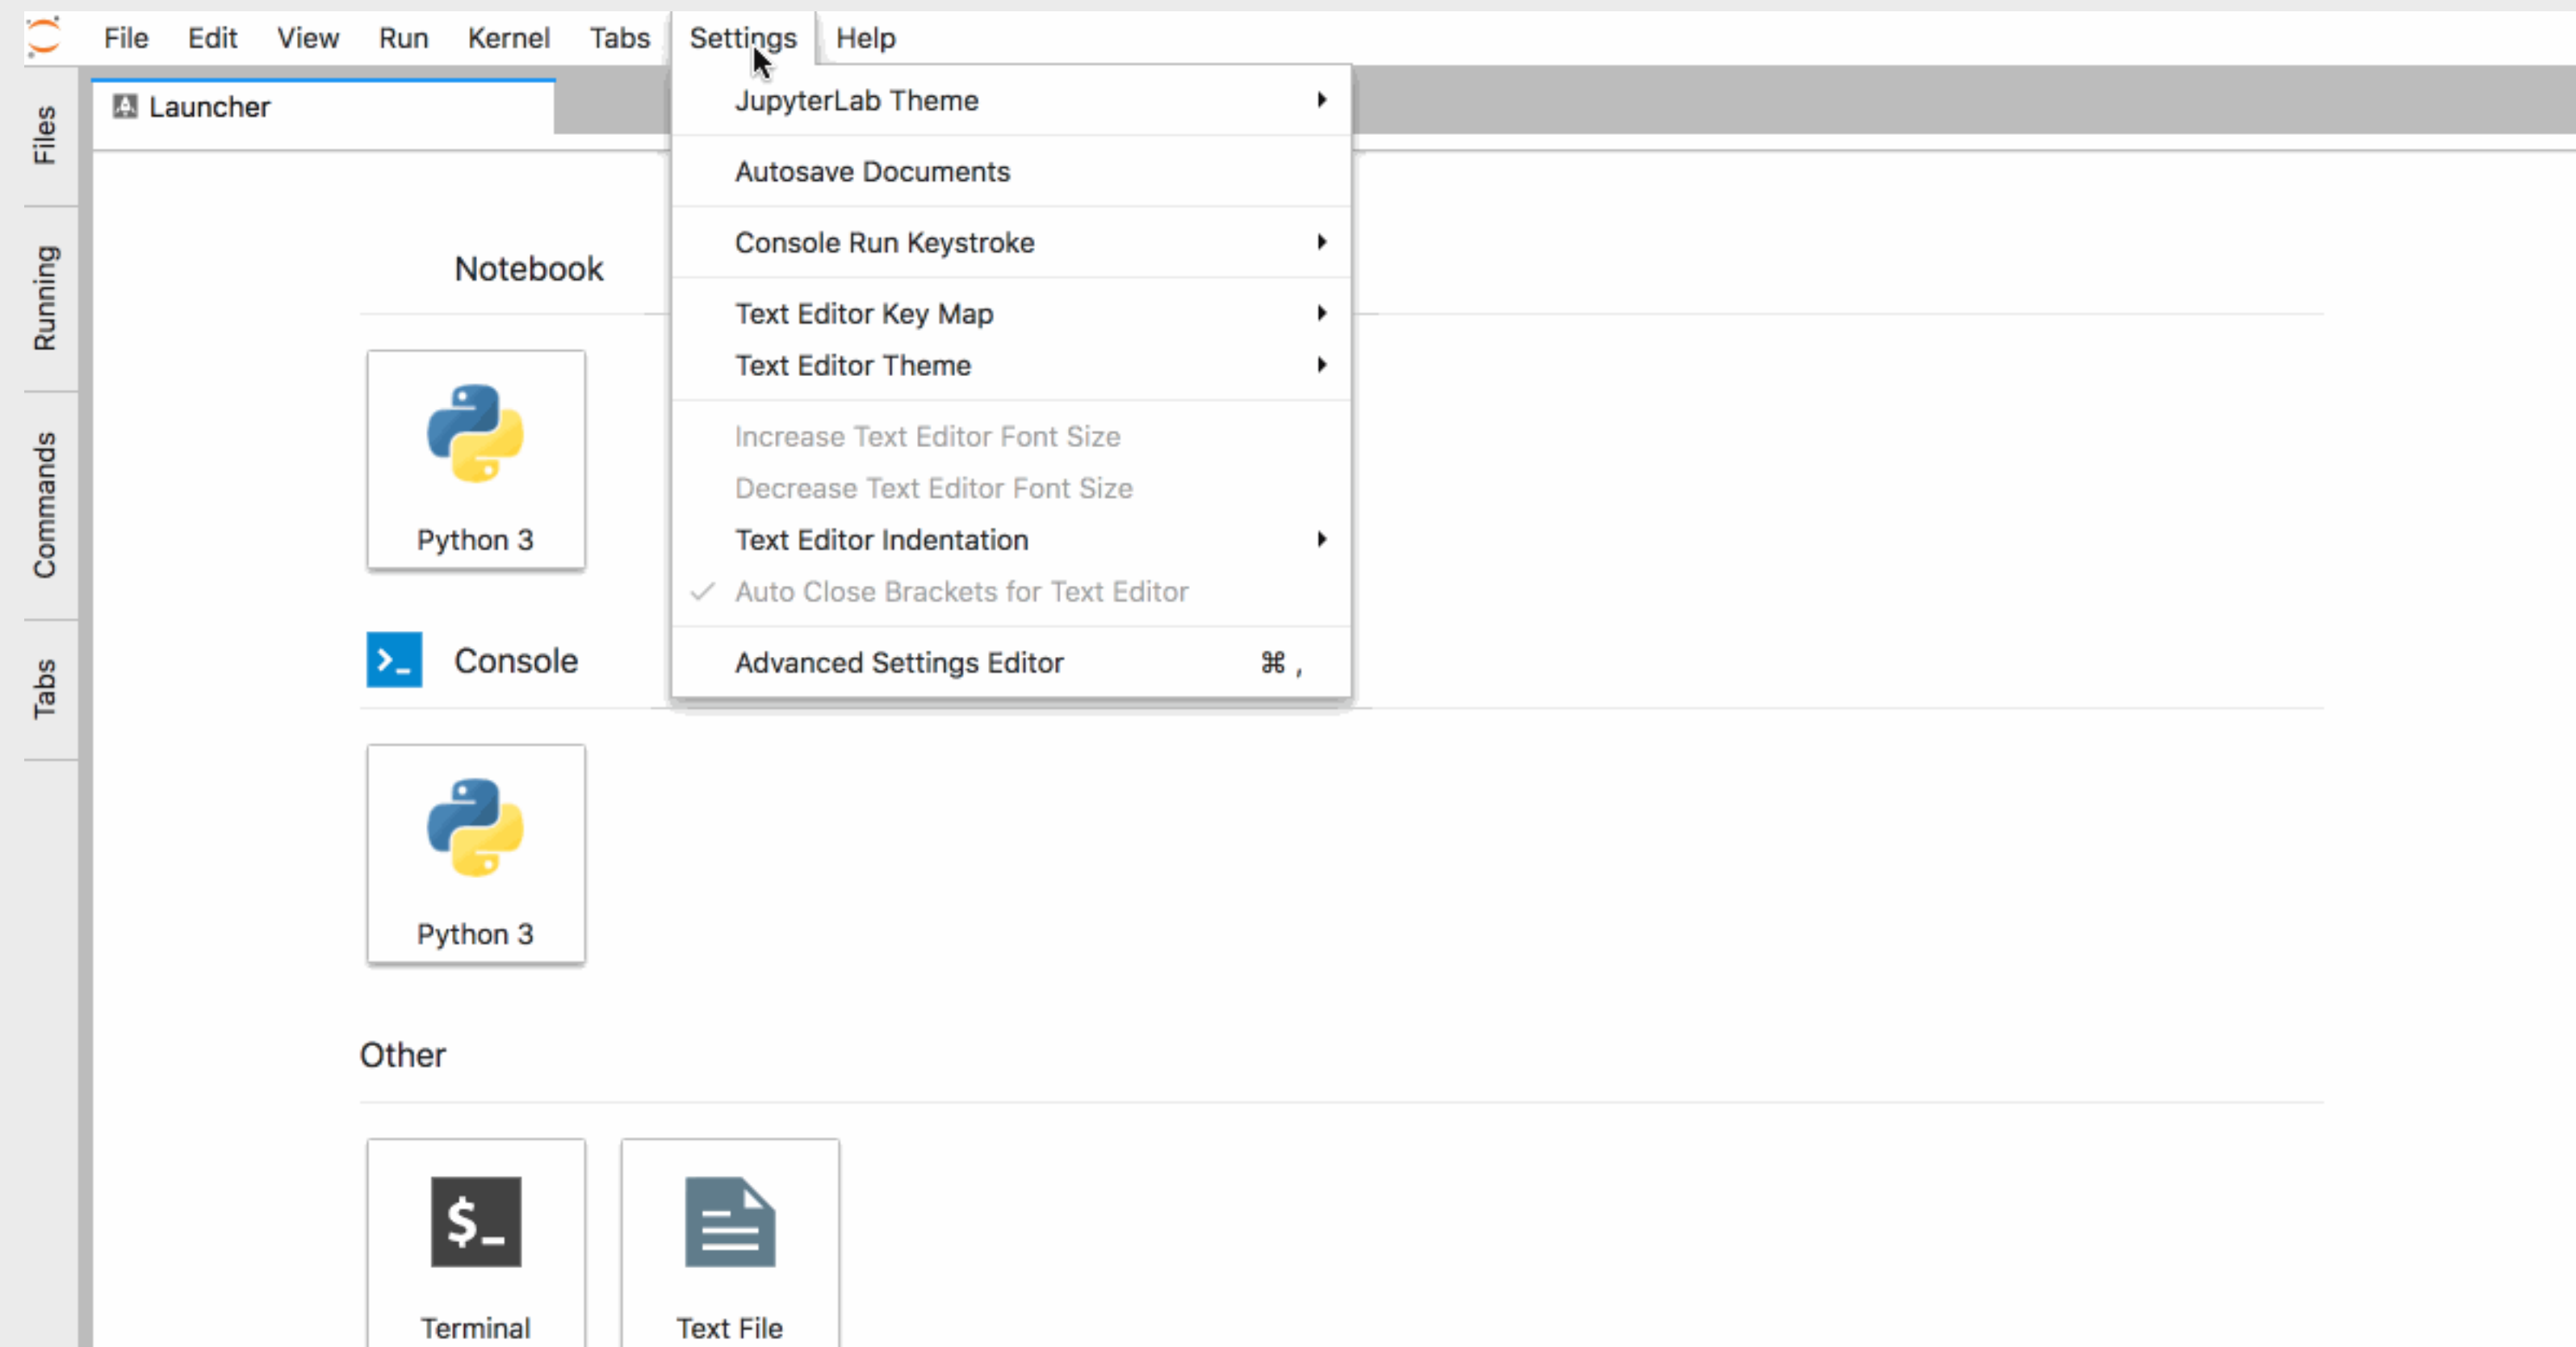 File Edit View Run Kernel Tabs Settings Help
Launcher
Files
Running
Commands
Tabs
JupyterLab Theme
Autosave Documents
Console Run Keystroke
Text Editor Key Map
Text Editor Theme
Increase Text Editor Font Size
Decrease Text Editor Font Size
Text Editor Indentation
Auto Close Brackets for Text Editor
Advanced Settings Editor ⌘ ,
Notebook
Python 3
>_ Console
Python 3
Other
$_
Terminal
Text File